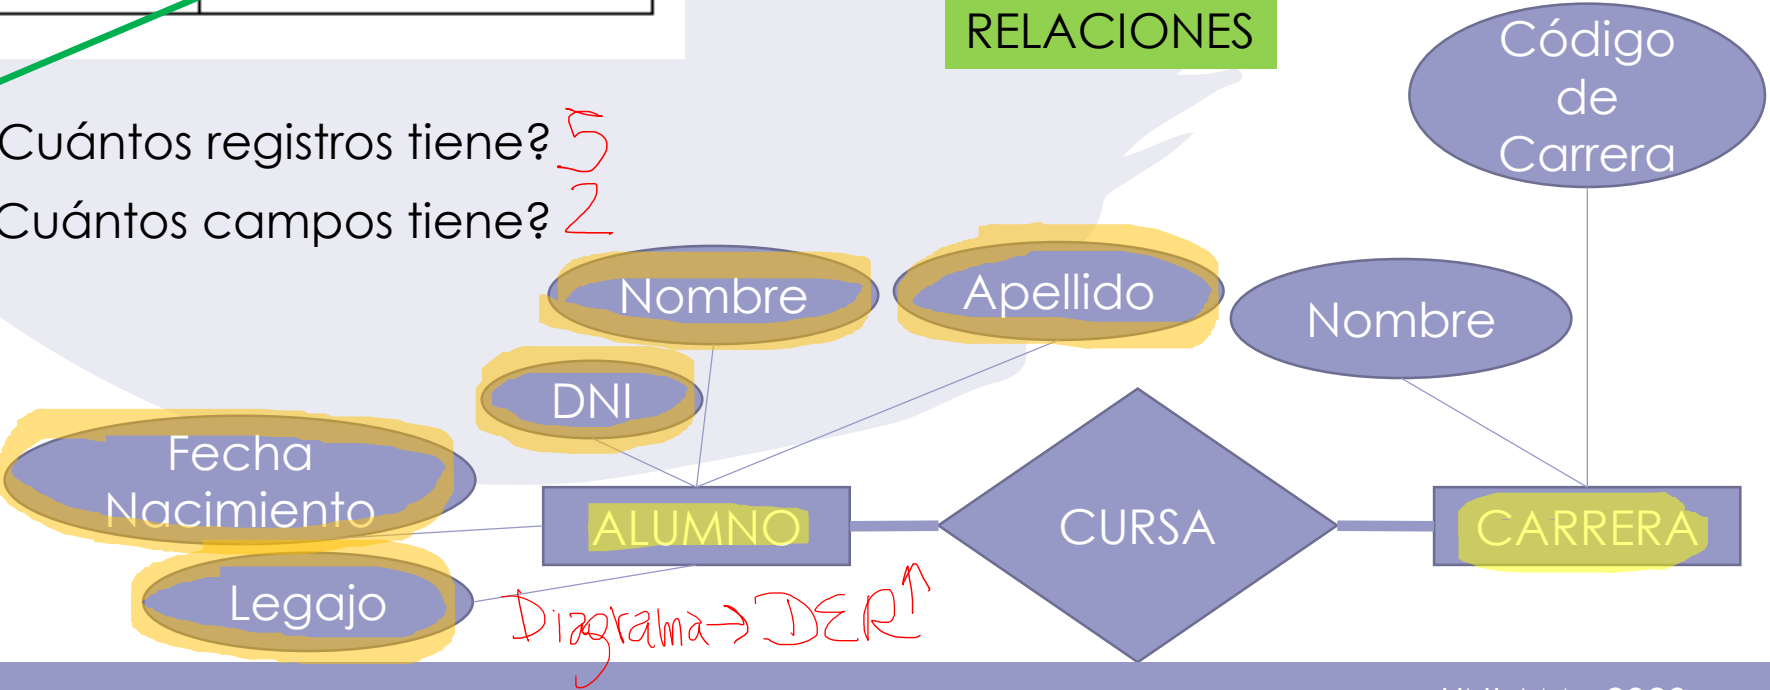 RELACIONES
Código
de
Carrera
Cuántos registros tiene? 5
Cuántos campos tiene? 2
Nombre
Apellido
Nombre
DNI
Fecha
Nacimiento
ALUMNO
CURSA
CARRERA
Legajo
Diagrama→ DER↑